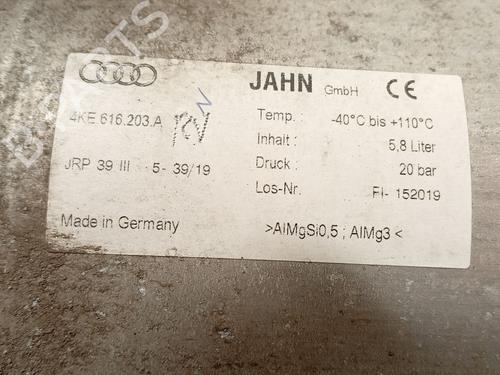 JAHN GmbH CE
4KE 616.203.A
Temp.: -40°C bis +110°C
Inhalt: 5,8 Liter
JRP 39 III 5- 39/19
Druck: 20 bar
Los-Nr. FI- 152019
Made in Germany
>AlMgSi0,5 ; AlMg3 <